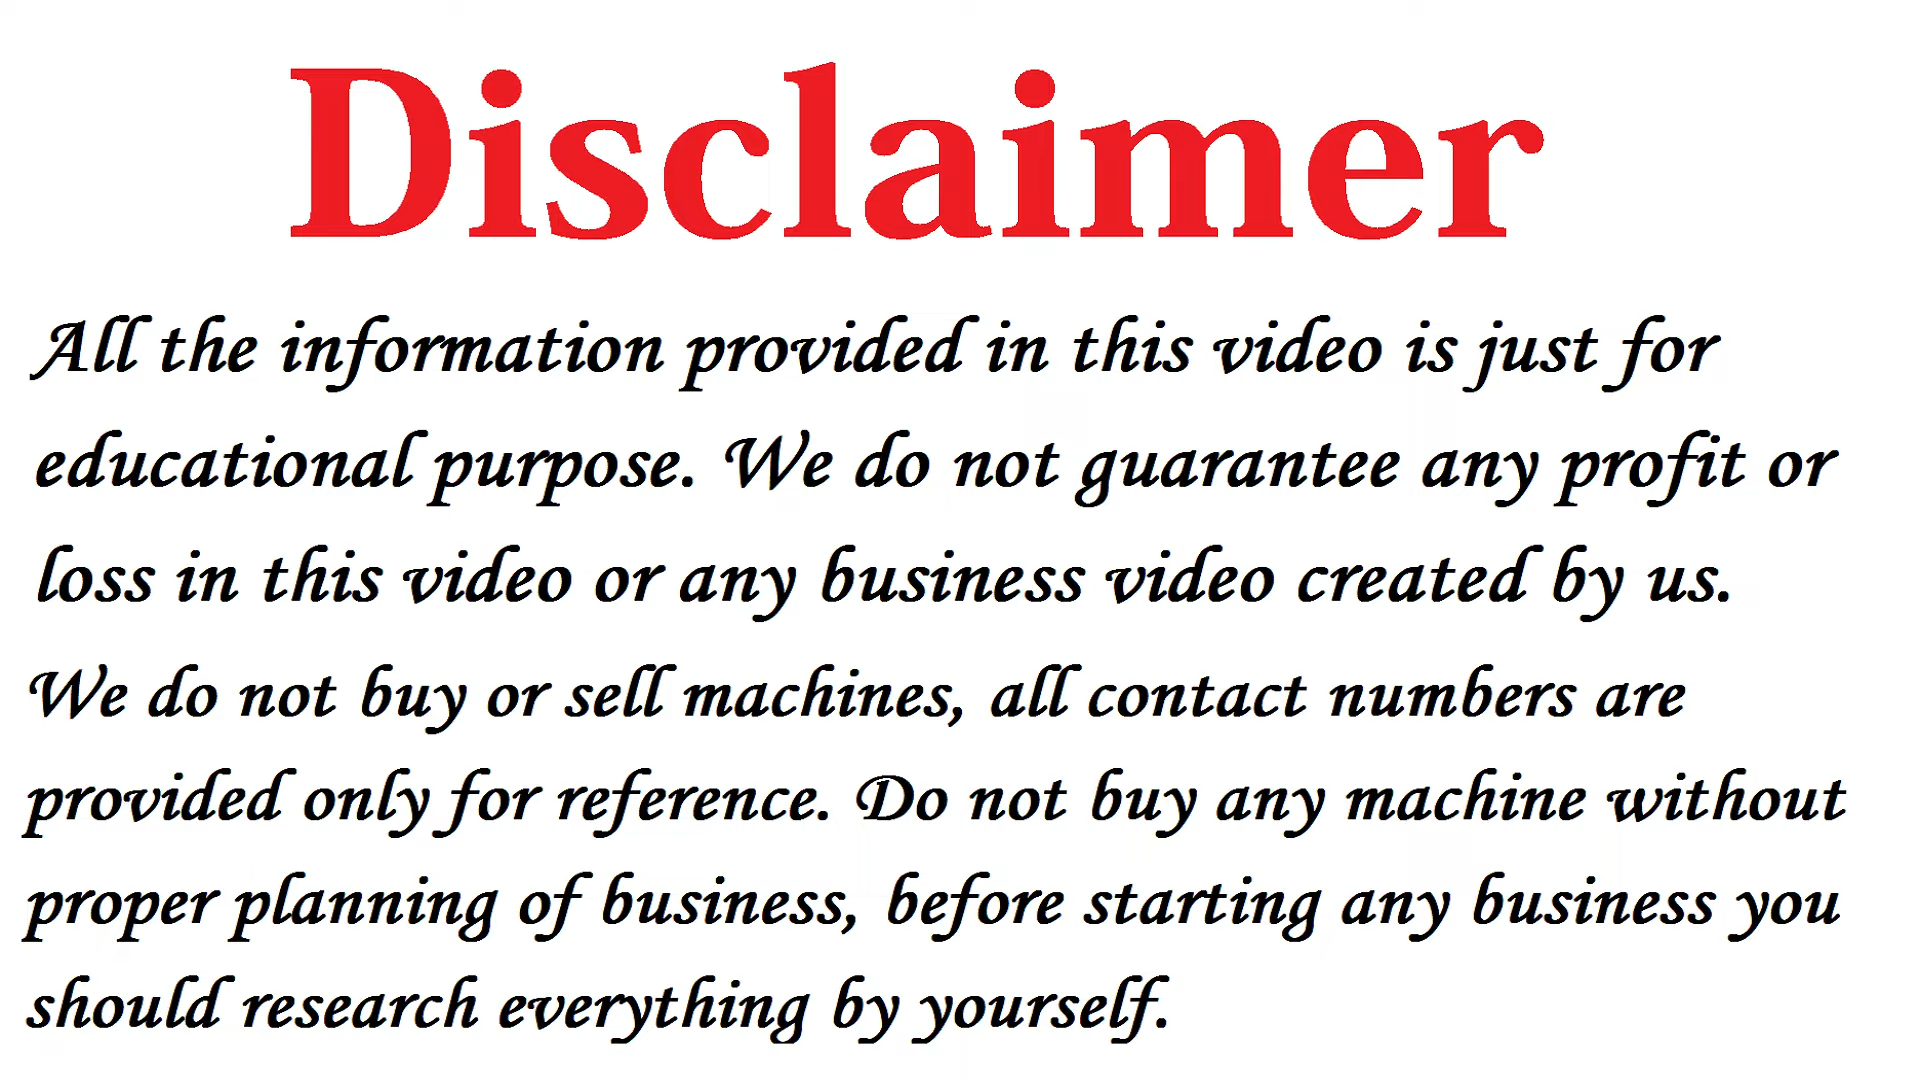 Disclaimer
All the information provided in this video is just for
educational purpose. We do not guarantee any profit or
loss in this video or any business video created by us.
We do not buy or sell machines, all contact numbers are
provided only for reference. Do not buy any machine without
proper planning of business, before starting any business you
should research everything by yourself.